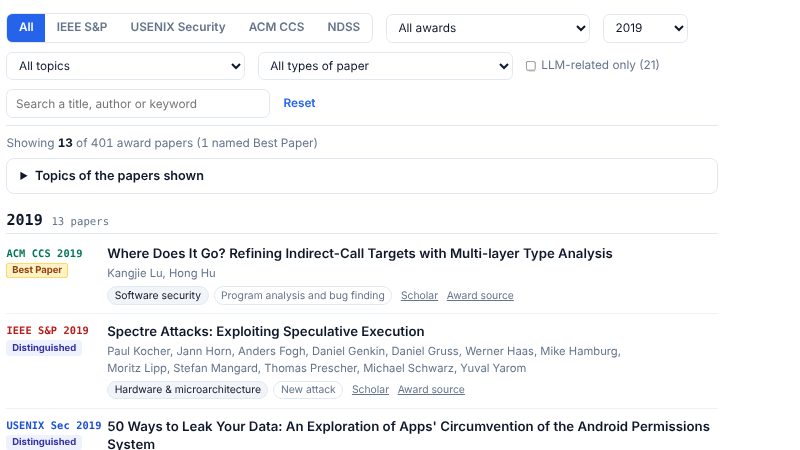 All IEEE S&P USENIX Security ACM CCS NDSS All awards 2019
All topics All types of paper LLM-related only (21)
Search a title, author or keyword Reset
Showing 13 of 401 award papers (1 named Best Paper)
Topics of the papers shown
2019 13 papers
ACM CCS 2019 Where Does It Go? Refining Indirect-Call Targets with Multi-layer Type Analysis
Best Paper Kangjie Lu, Hong Hu
Software security Program analysis and bug finding Scholar Award source
IEEE S&P 2019 Spectre Attacks: Exploiting Speculative Execution
Distinguished Paul Kocher, Jann Horn, Anders Fogh, Daniel Genkin, Daniel Gruss, Werner Haas, Mike Hamburg,
Moritz Lipp, Stefan Mangard, Thomas Prescher, Michael Schwarz, Yuval Yarom
Hardware & microarchitecture New attack Scholar Award source
USENIX Sec 2019 50 Ways to Leak Your Data: An Exploration of Apps' Circumvention of the Android Permissions
Distinguished System